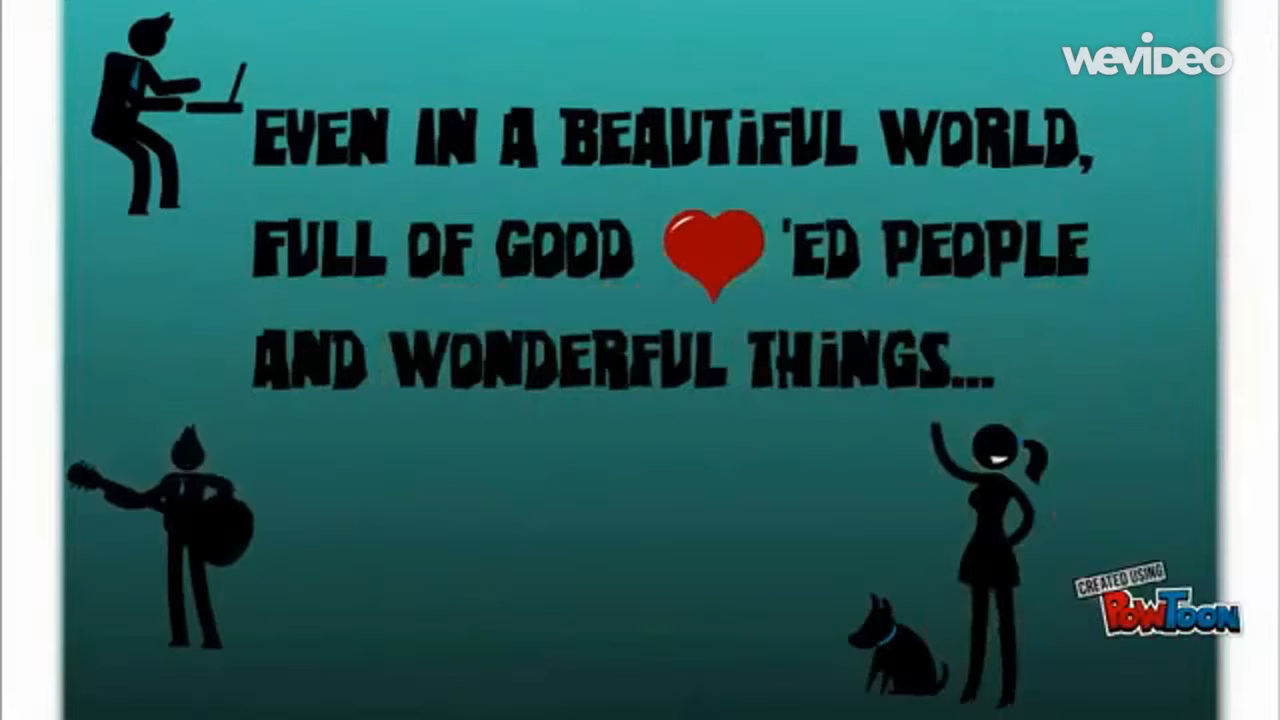 WEVIDEO
EVEN IN A BEAUTIFUL WORLD,
FULL OF GOOD 'ED PEOPLE
AND WONDERFUL THINGS...
CREATED USING
POWTOON